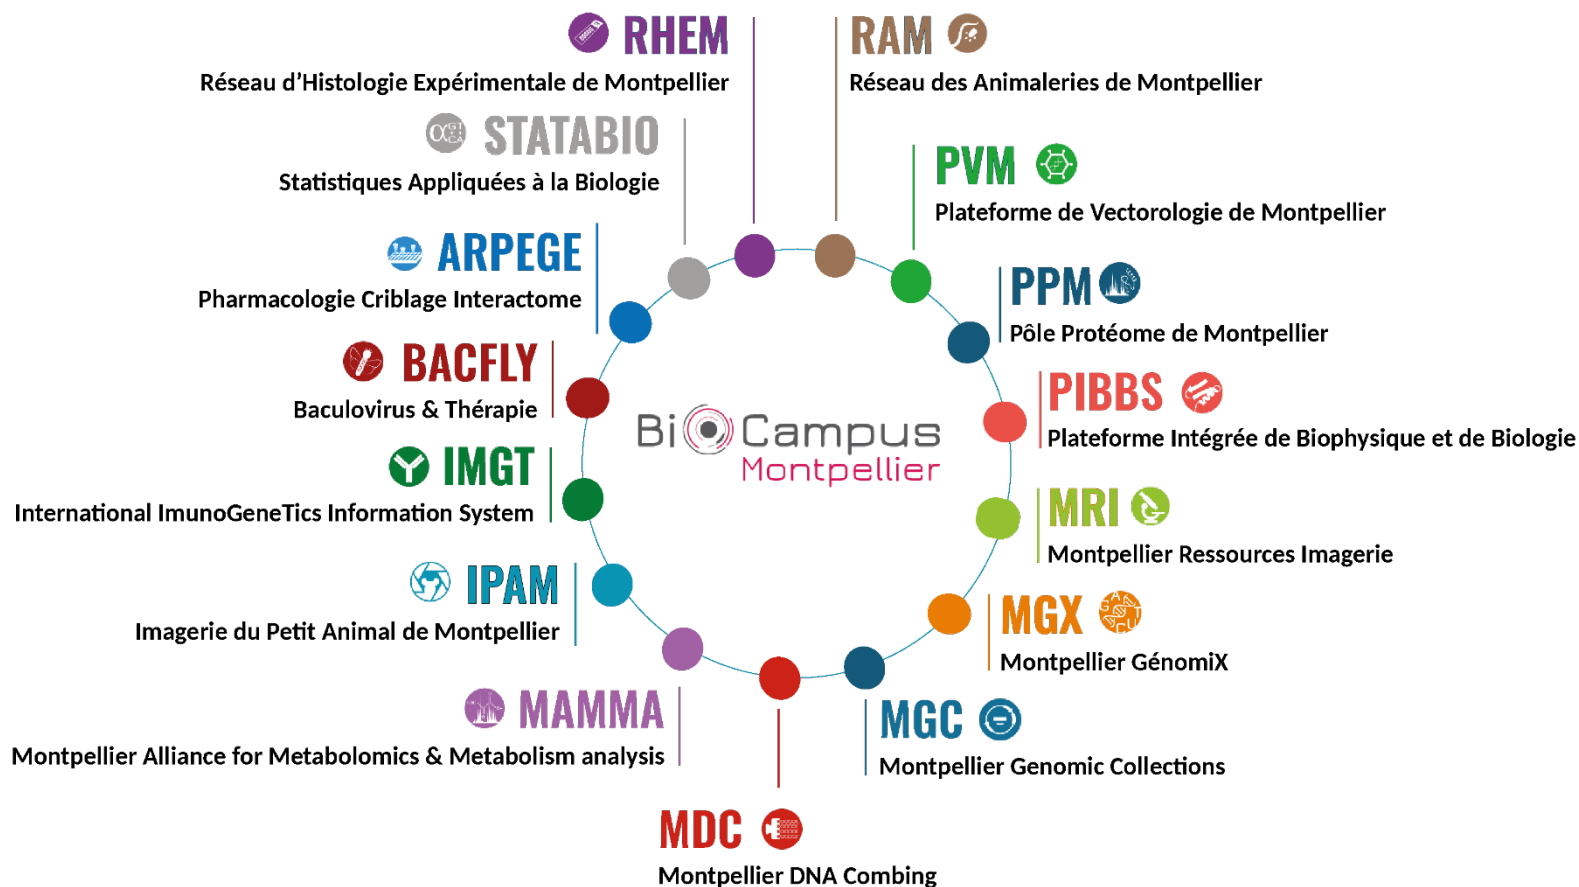 RHEM
Réseau d'Histologie Expérimentale de Montpellier
RAM
Réseau des Animaleries de Montpellier
STATABIO
Statistiques Appliquées à la Biologie
PVM
Plateforme de Vectorologie de Montpellier
ARPEGE
Pharmacologie Criblage Interactome
PPM
Pôle Protéome de Montpellier
BACFLY
Baculovirus & Thérapie
PIBBS
Plateforme Intégrée de Biophysique et de Biologie
BioCampus
Montpellier
IMGT
International ImunoGeneTics Information System
MRI
Montpellier Ressources Imagerie
IPAM
Imagerie du Petit Animal de Montpellier
MGX
Montpellier GénomiX
MAMMA
Montpellier Alliance for Metabolomics & Metabolism analysis
MGC
Montpellier Genomic Collections
MDC
Montpellier DNA Combing